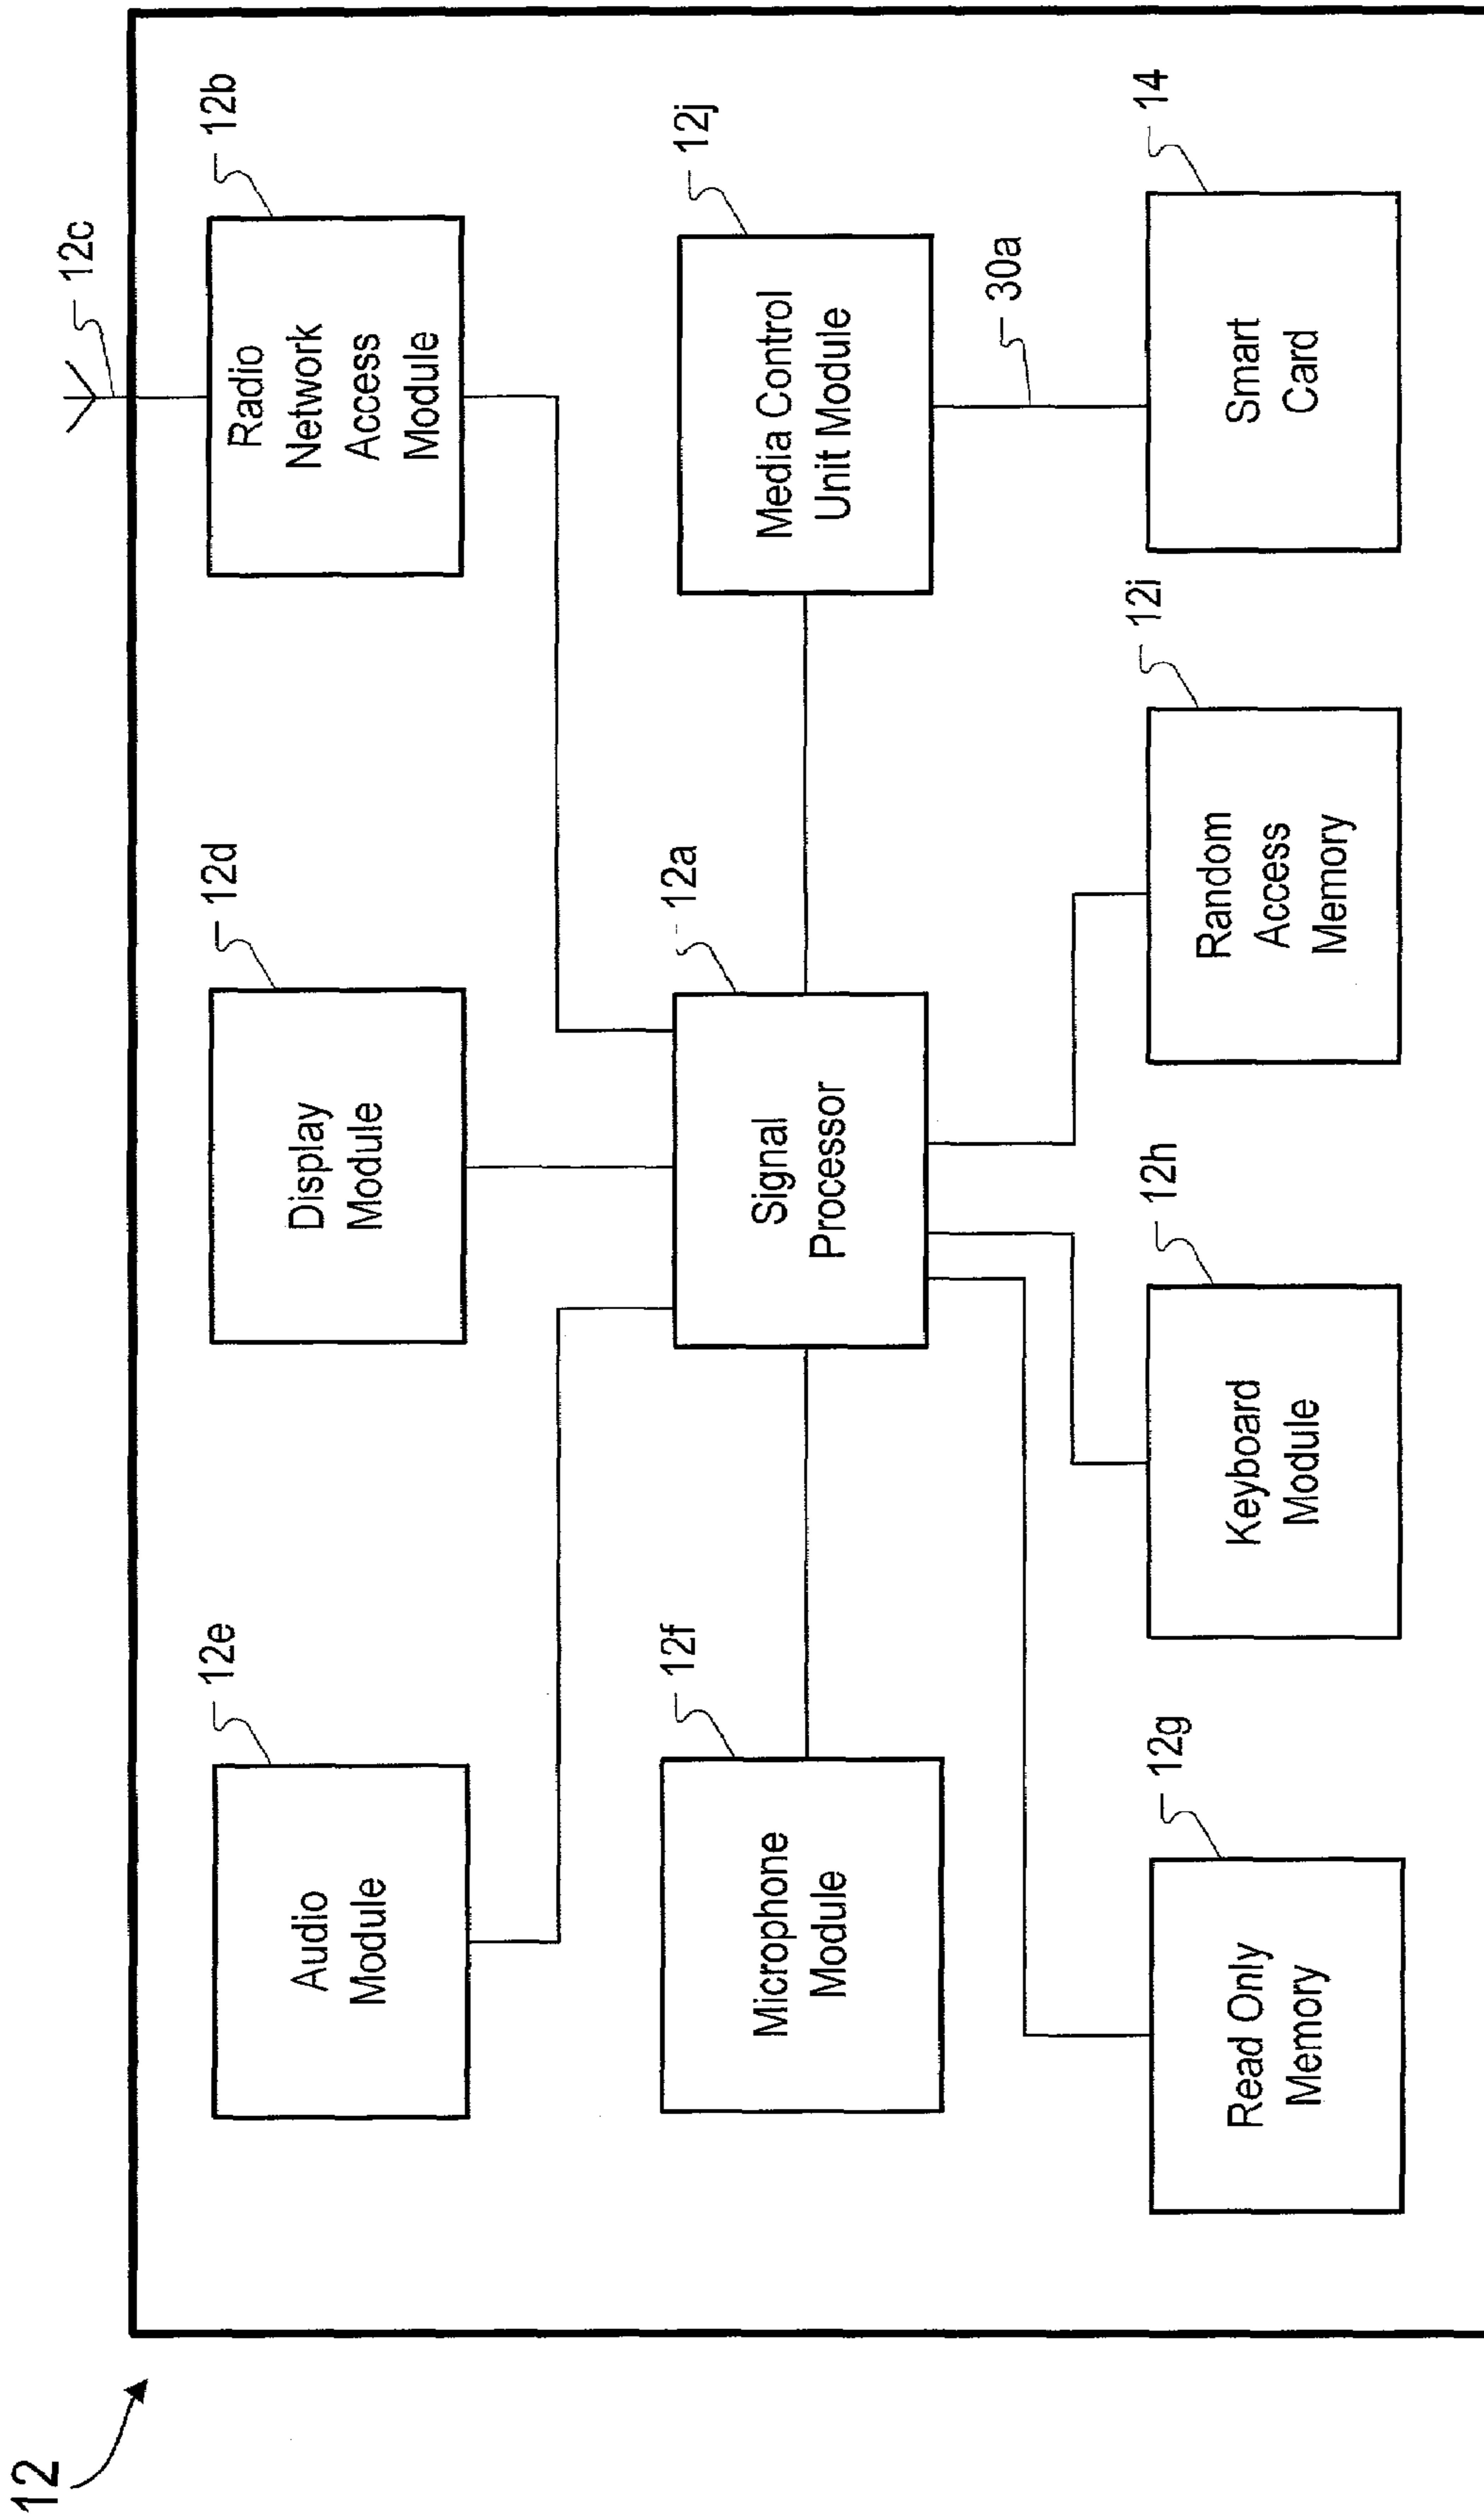 12
12c
Audio
Module
12e
Display
Module
12d
Radio
Network
Access
Module
12b
Microphone
Module
12f
Signal
Processor
12a
Media Control
Unit Module
12j
30a
Read Only
Memory
12g
Keyboard
Module
12h
Random
Access
Memory
12i
Smart
Card
14